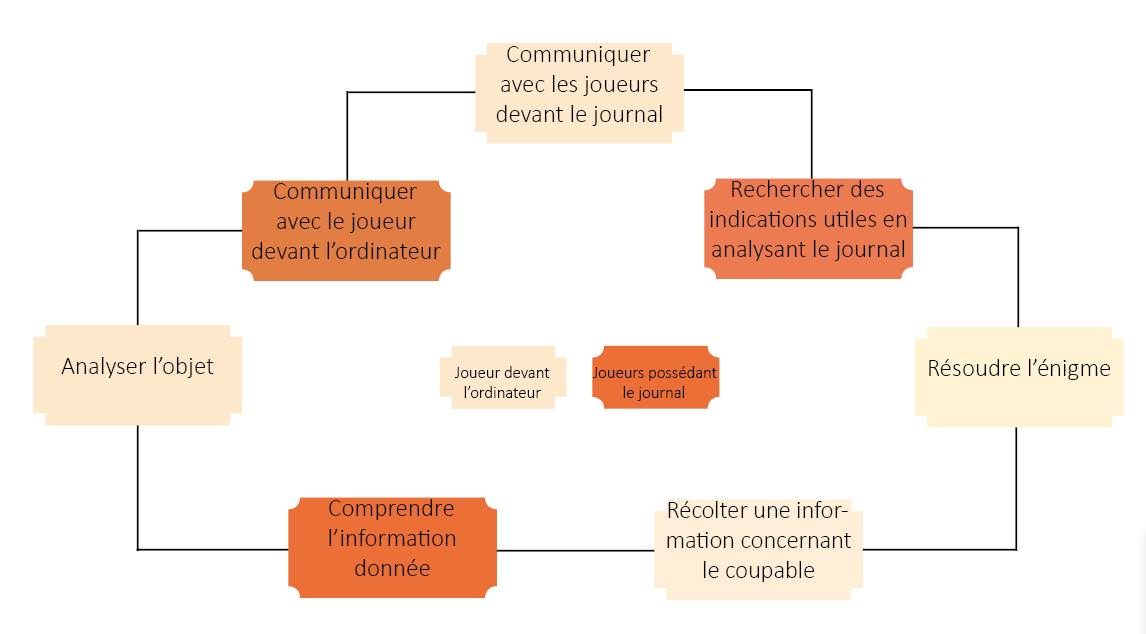 Communiquer
avec les joueurs
devant le journal
Communiquer
avec le joueur
devant l'ordinateur
Rechercher des
indications utiles en
analysant le journal
Analyser l'objet
Joueur devant
l'ordinateur
Joueurs possédant
le journal
Résoudre l'énigme
Comprendre
l'information
donnée
Récolter une infor-
mation concernant
le coupable